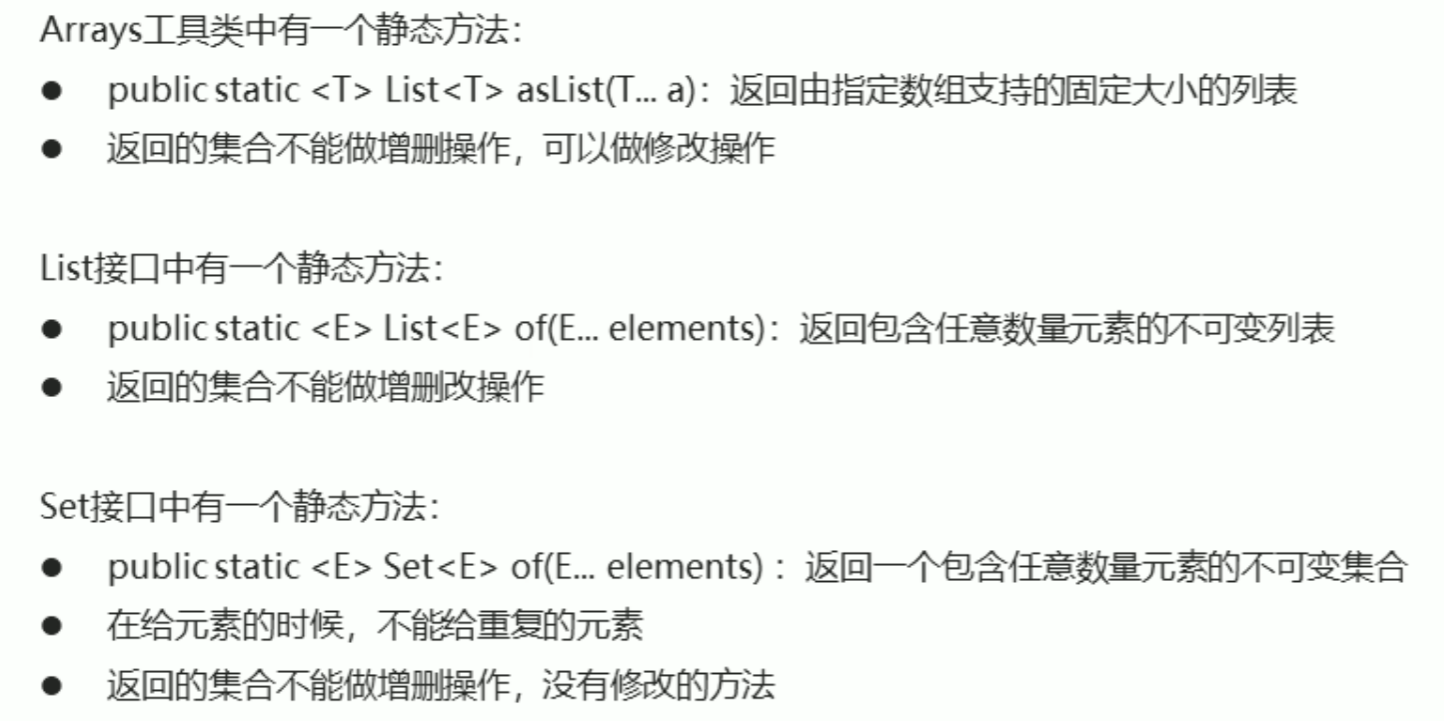 Arrays工具类中有一个静态方法：
● public static <T> List<T> asList(T... a)：返回由指定数组支持的固定大小的列表
● 返回的集合不能做增删操作，可以做修改操作
List接口中有一个静态方法：
● public static <E> List<E> of(E... elements)：返回包含任意数量元素的不可变列表
● 返回的集合不能做增删改操作
Set接口中有一个静态方法：
● public static <E> Set<E> of(E... elements) ：返回一个包含任意数量元素的不可变集合
● 在给元素的时候，不能给重复的元素
● 返回的集合不能做增删操作，没有修改的方法